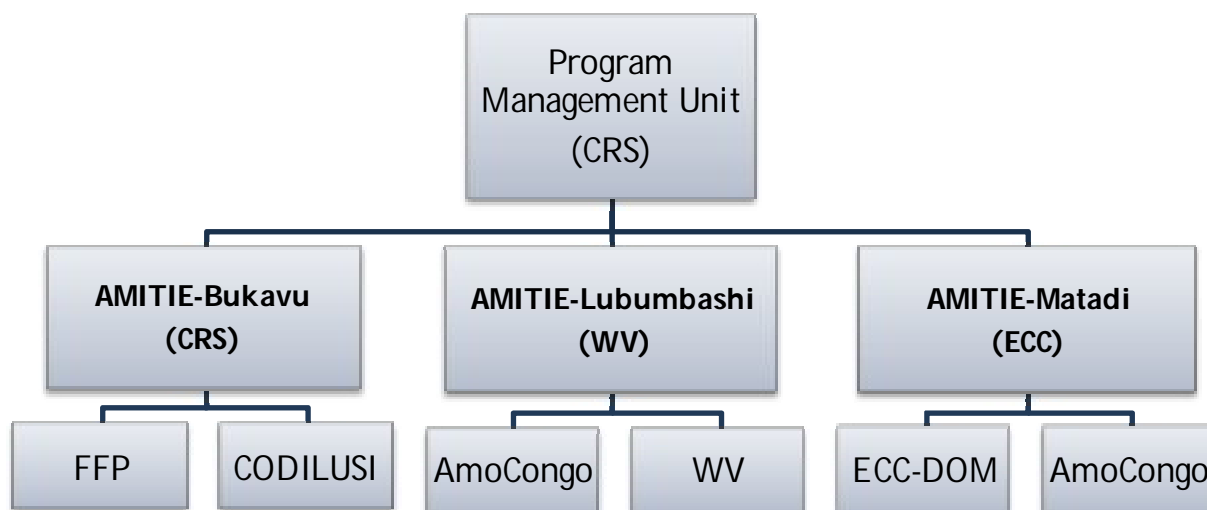 Program
Management Unit
(CRS)
AMITIE-Bukavu
(CRS)
AMITIE-Lubumbashi
(WV)
AMITIE-Matadi
(ECC)
FFP
CODILUSI
AmoCongo
WV
ECC-DOM
AmoCongo